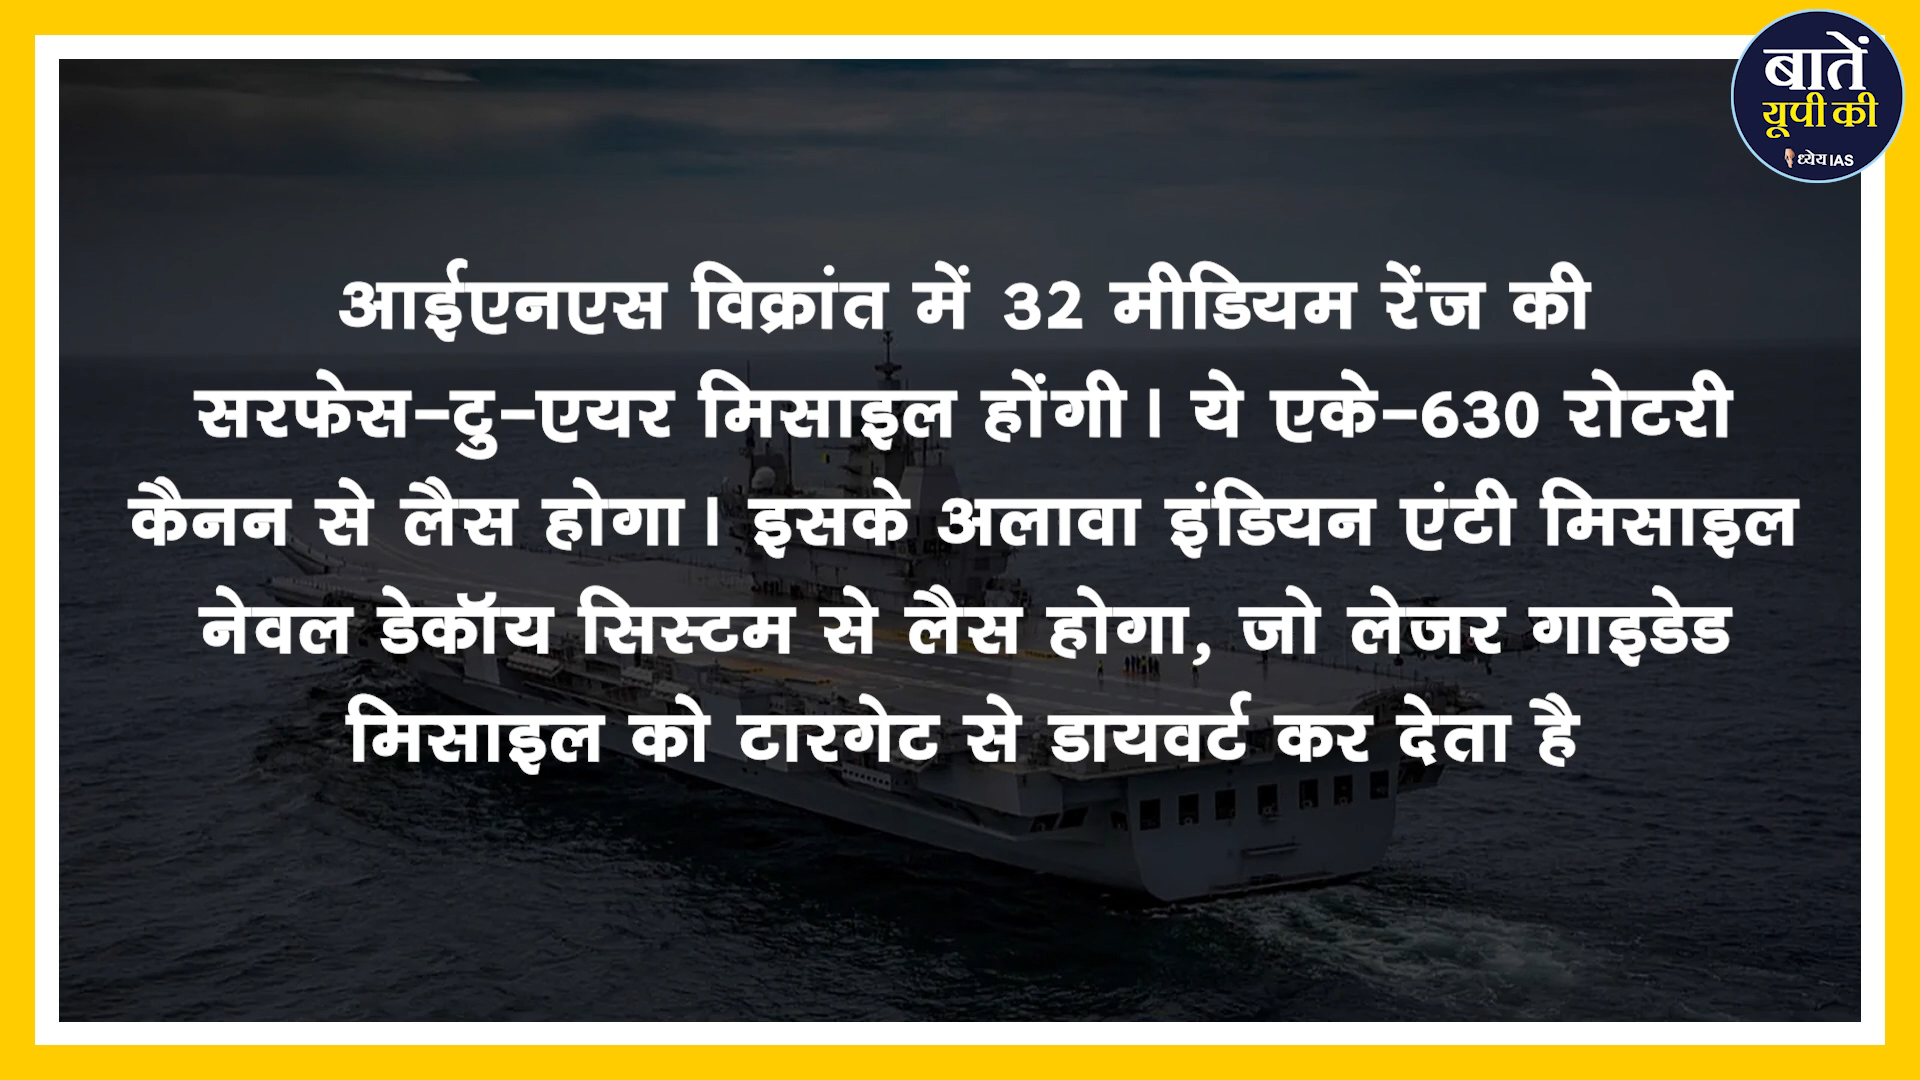 बातें
यूपी की
ध्येय IAS
आईएनएस विक्रांत में 32 मीडियम रेंज की
सरफेस-टु-एयर मिसाइल होंगी। ये एके-630 रोटरी
कैनन से लैस होगा। इसके अलावा इंडियन एंटी मिसाइल
नेवल डेकॉय सिस्टम से लैस होगा, जो लेजर गाइडेड
मिसाइल को टारगेट से डायवर्ट कर देता है